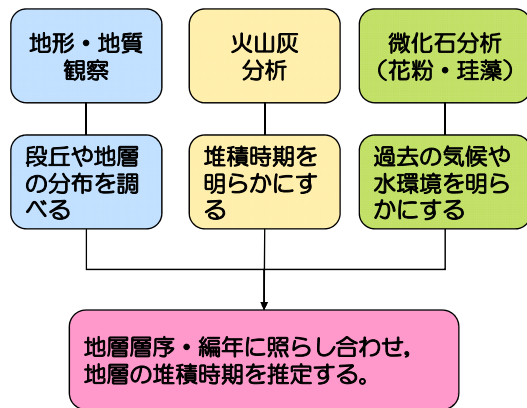 地形・地質
観察
火山灰
分析
微化石分析
（花粉・珪藻）
段丘や地層
の分布を調
べる
堆積時期を
明らかにす
る
過去の気候や
水環境を明ら
かにする
地層層序・編年に照らし合わせ，
地層の堆積時期を推定する。